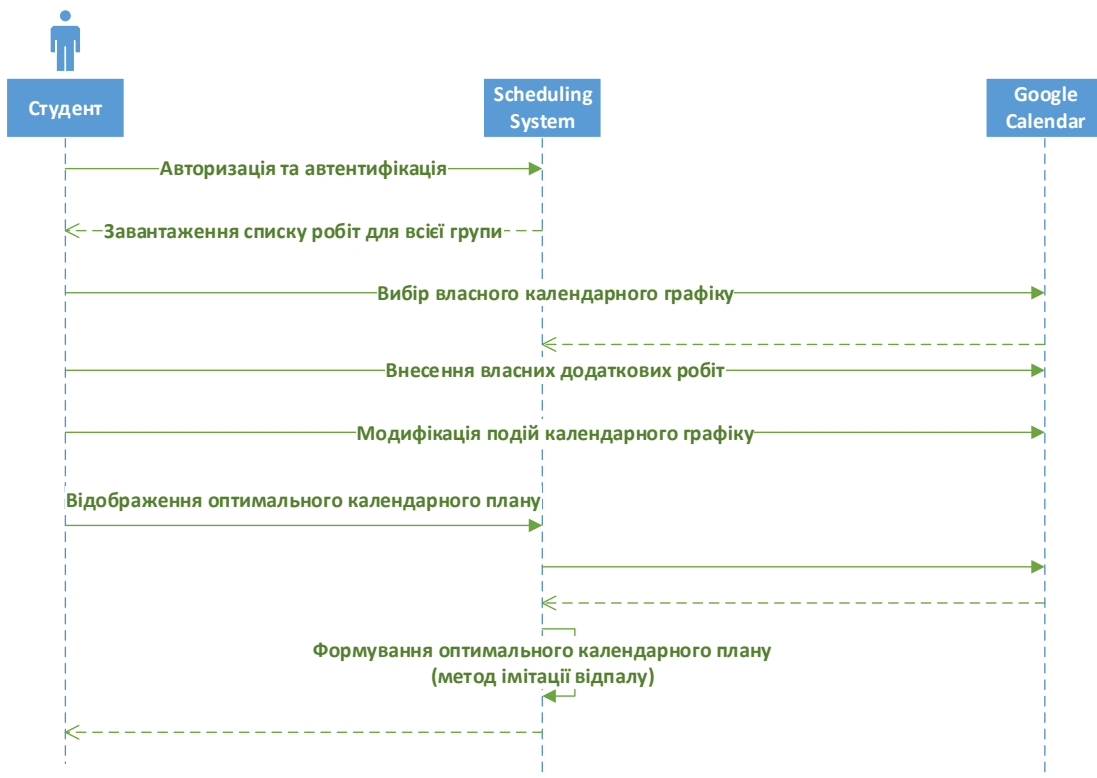 Студент
Scheduling
System
Google
Calendar
Авторизація та автентифікація
Завантаження списку робіт для всієї групи
Вибір власного календарного графіку
Внесення власних додаткових робіт
Модифікація подій календарного графіку
Відображення оптимального календарного плану
Формування оптимального календарного плану
(метод імітації відпалу)